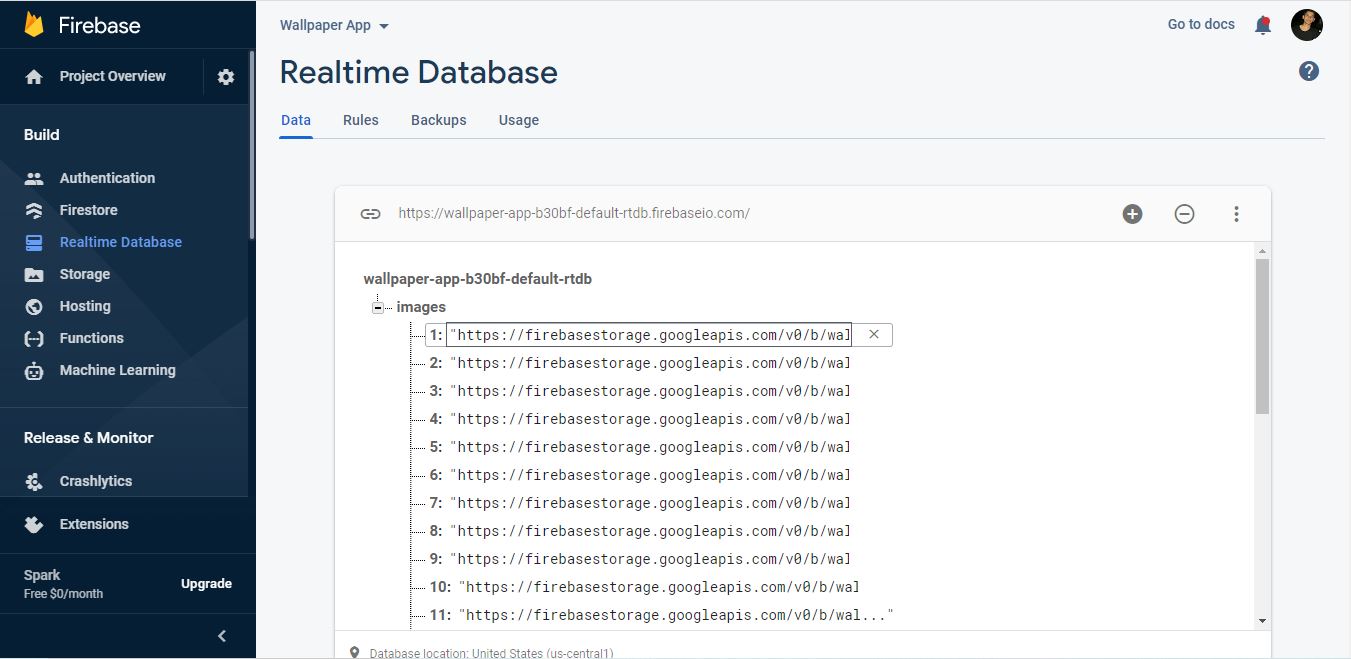 Firebase
Project Overview
Build
Authentication
Firestore
Realtime Database
Storage
Hosting
Functions
Machine Learning
Release & Monitor
Crashlytics
Extensions
Spark
Free $0/month
Upgrade
Wallpaper App
Go to docs
Realtime Database
?
Data Rules Backups Usage
https://wallpaper-app-b30bf-default-rtdb.firebaseio.com/
wallpaper-app-b30bf-default-rtdb
images
1: "https://firebasestorage.googleapis.com/v0/b/wal
2: "https://firebasestorage.googleapis.com/v0/b/wal
3: "https://firebasestorage.googleapis.com/v0/b/wal
4: "https://firebasestorage.googleapis.com/v0/b/wal
5: "https://firebasestorage.googleapis.com/v0/b/wal
6: "https://firebasestorage.googleapis.com/v0/b/wal
7: "https://firebasestorage.googleapis.com/v0/b/wal
8: "https://firebasestorage.googleapis.com/v0/b/wal
9: "https://firebasestorage.googleapis.com/v0/b/wal
10: "https://firebasestorage.googleapis.com/v0/b/wal
11: "https://firebasestorage.googleapis.com/v0/b/wal..."
Database location: United States (us-central1)